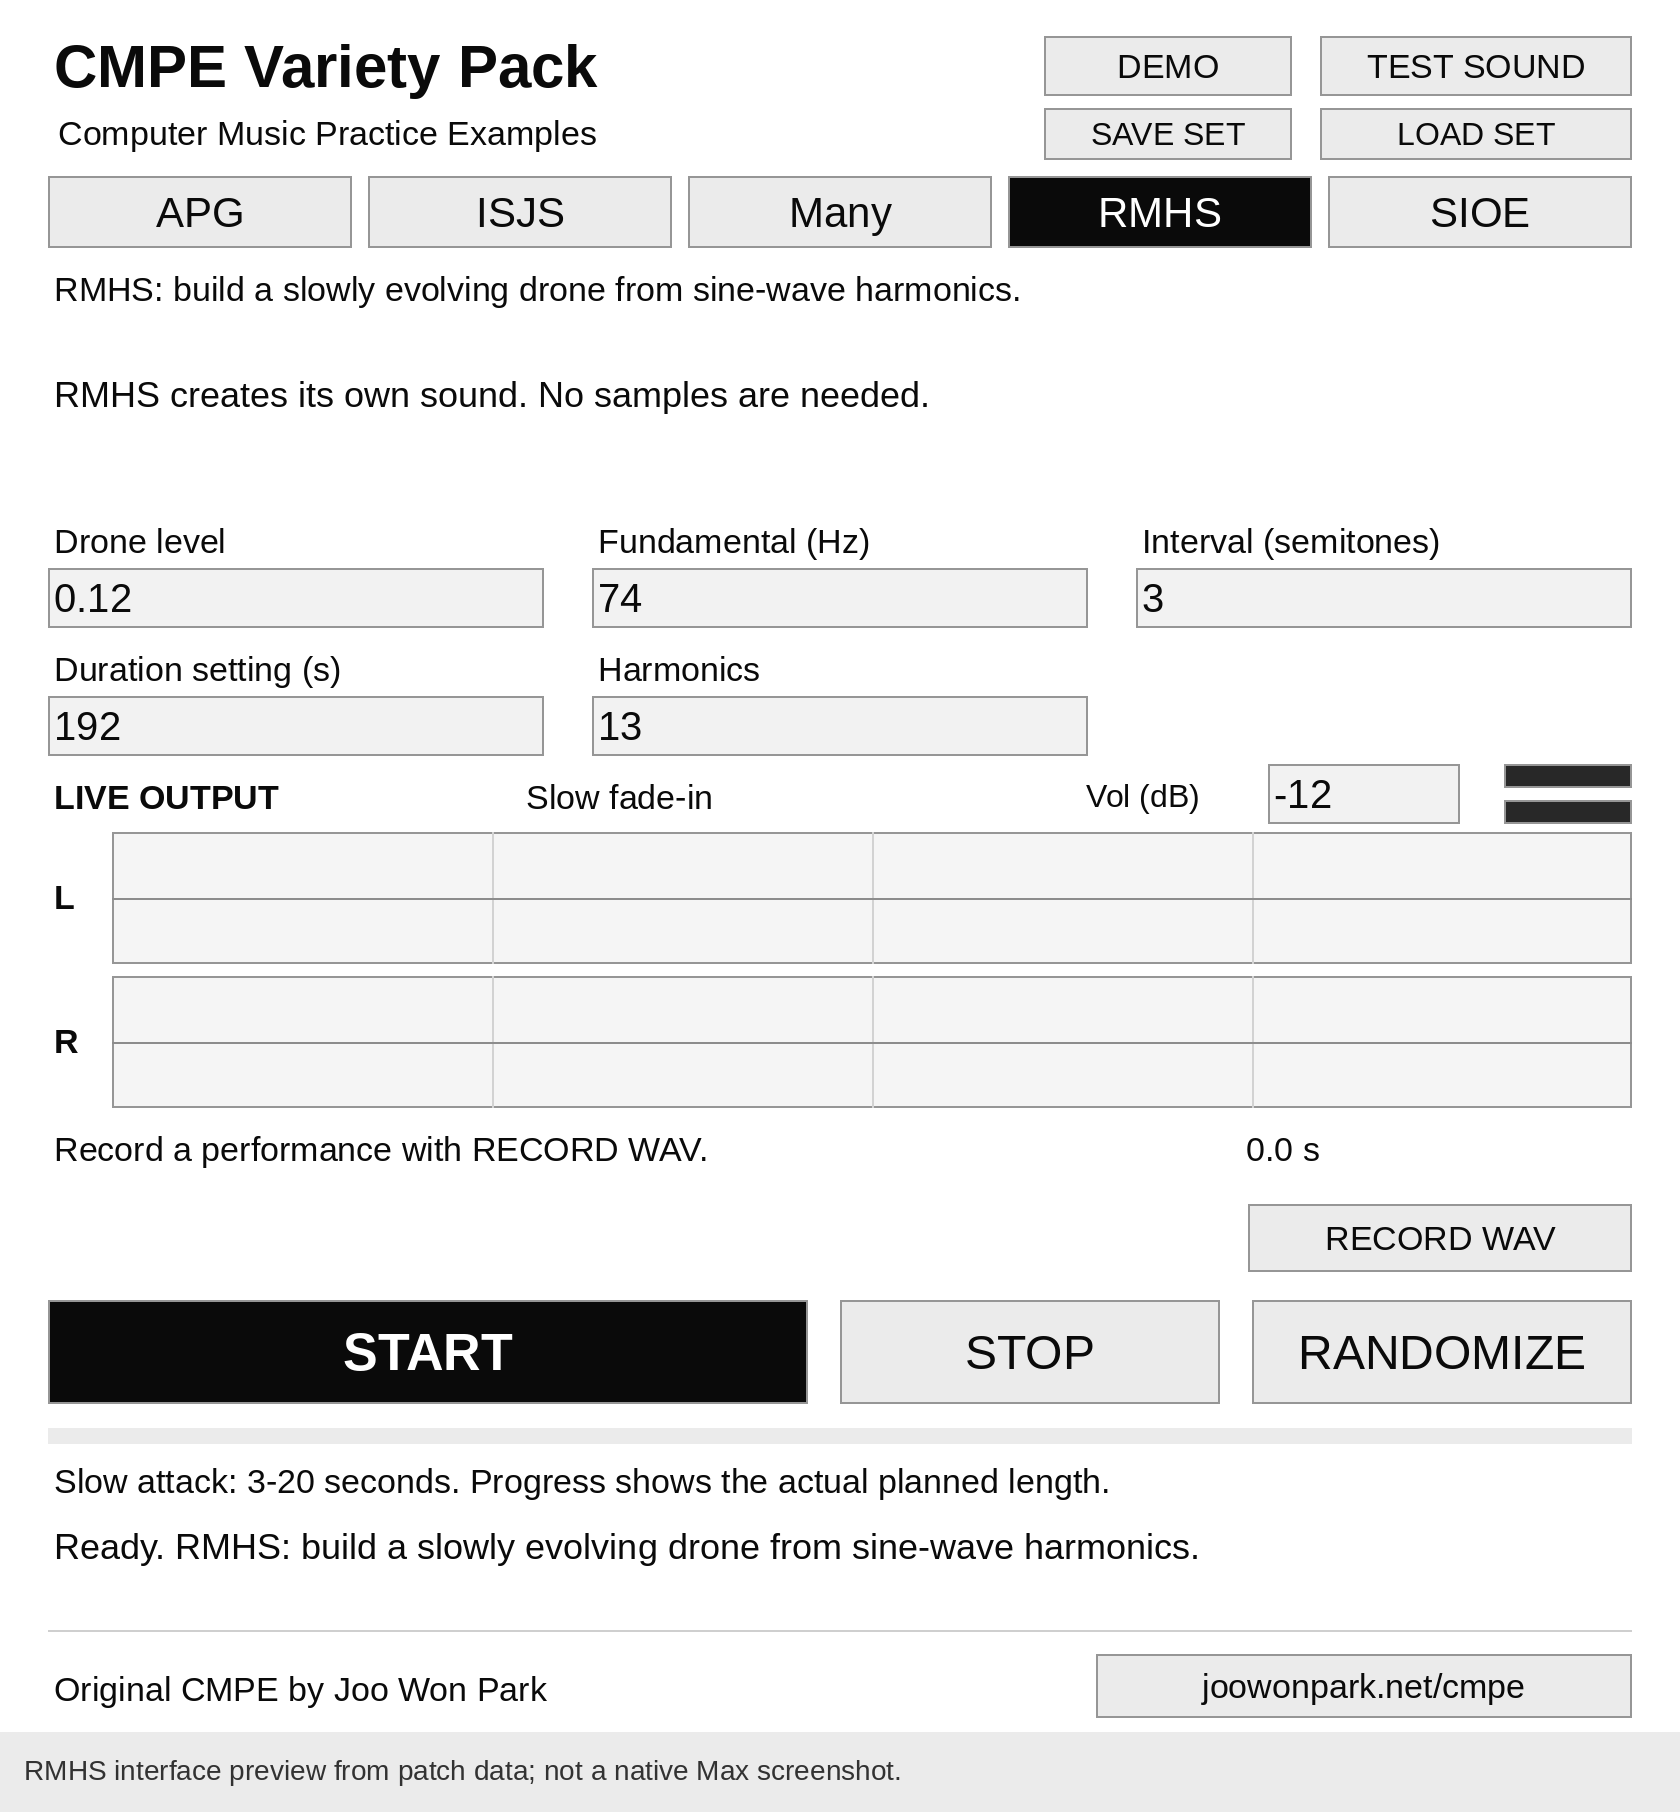 CMPE Variety Pack
DEMO
TEST SOUND
Computer Music Practice Examples
SAVE SET
LOAD SET
APG
ISJS
Many
RMHS
SIOE
RMHS: build a slowly evolving drone from sine-wave harmonics.
RMHS creates its own sound. No samples are needed.
Drone level
Fundamental (Hz)
Interval (semitones)
0.12
74
3
Duration setting (s)
Harmonics
192
13
LIVE OUTPUT
Slow fade-in
Vol (dB)
-12
L
R
Record a performance with RECORD WAV.
0.0 s
RECORD WAV
START
STOP
RANDOMIZE
Slow attack: 3-20 seconds. Progress shows the actual planned length.
Ready. RMHS: build a slowly evolving drone from sine-wave harmonics.
Original CMPE by Joo Won Park
joowonpark.net/cmpe
RMHS interface preview from patch data; not a native Max screenshot.